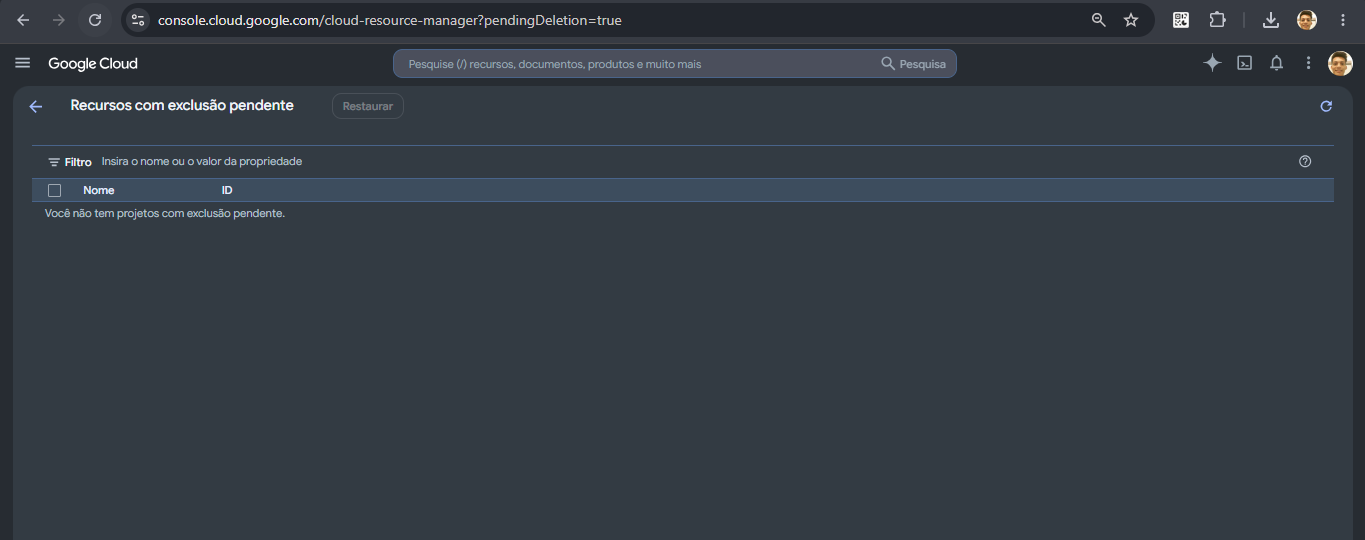 console.cloud.google.com/cloud-resource-manager?pendingDeletion=true
Google Cloud
Pesquise (/) recursos, documentos, produtos e muito mais
Pesquisa
Recursos com exclusão pendente
Restaurar
Filtro Insira o nome ou o valor da propriedade
Nome ID
Você não tem projetos com exclusão pendente.